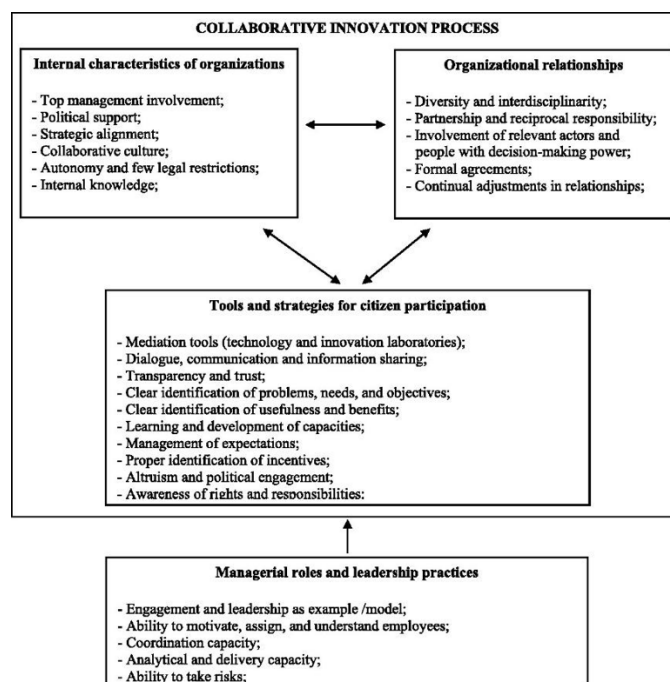 COLLABORATIVE INNOVATION PROCESS
Internal characteristics of organizations
- Top management involvement;
- Political support;
- Strategic alignment;
- Collaborative culture;
- Autonomy and few legal restrictions;
- Internal knowledge;
Organizational relationships
- Diversity and interdisciplinarity;
- Partnership and reciprocal responsibility;
- Involvement of relevant actors and
people with decision-making power;
- Formal agreements;
- Continual adjustments in relationships;
Tools and strategies for citizen participation
- Mediation tools (technology and innovation laboratories);
- Dialogue, communication and information sharing;
- Transparency and trust;
- Clear identification of problems, needs, and objectives;
- Clear identification of usefulness and benefits;
- Learning and development of capacities;
- Management of expectations;
- Proper identification of incentives;
- Altruism and political engagement;
- Awareness of rights and responsibilities;
Managerial roles and leadership practices
- Engagement and leadership as example /model;
- Ability to motivate, assign, and understand employees;
- Coordination capacity;
- Analytical and delivery capacity;
- Ability to take risks;